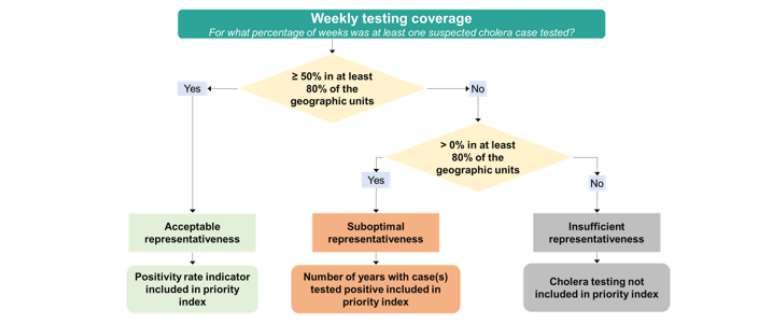 Weekly testing coverage
For what percentage of weeks was at least one suspected cholera case tested?
≥ 50% in at least
80% of the
geographic units
Yes
No
> 0% in at least
80% of the
geographic units
Yes
No
Acceptable
representativeness
Suboptimal
representativeness
Insufficient
representativeness
Positivity rate indicator
included in priority
index
Number of years with case(s)
tested positive included in
priority index
Cholera testing not
included in priority index